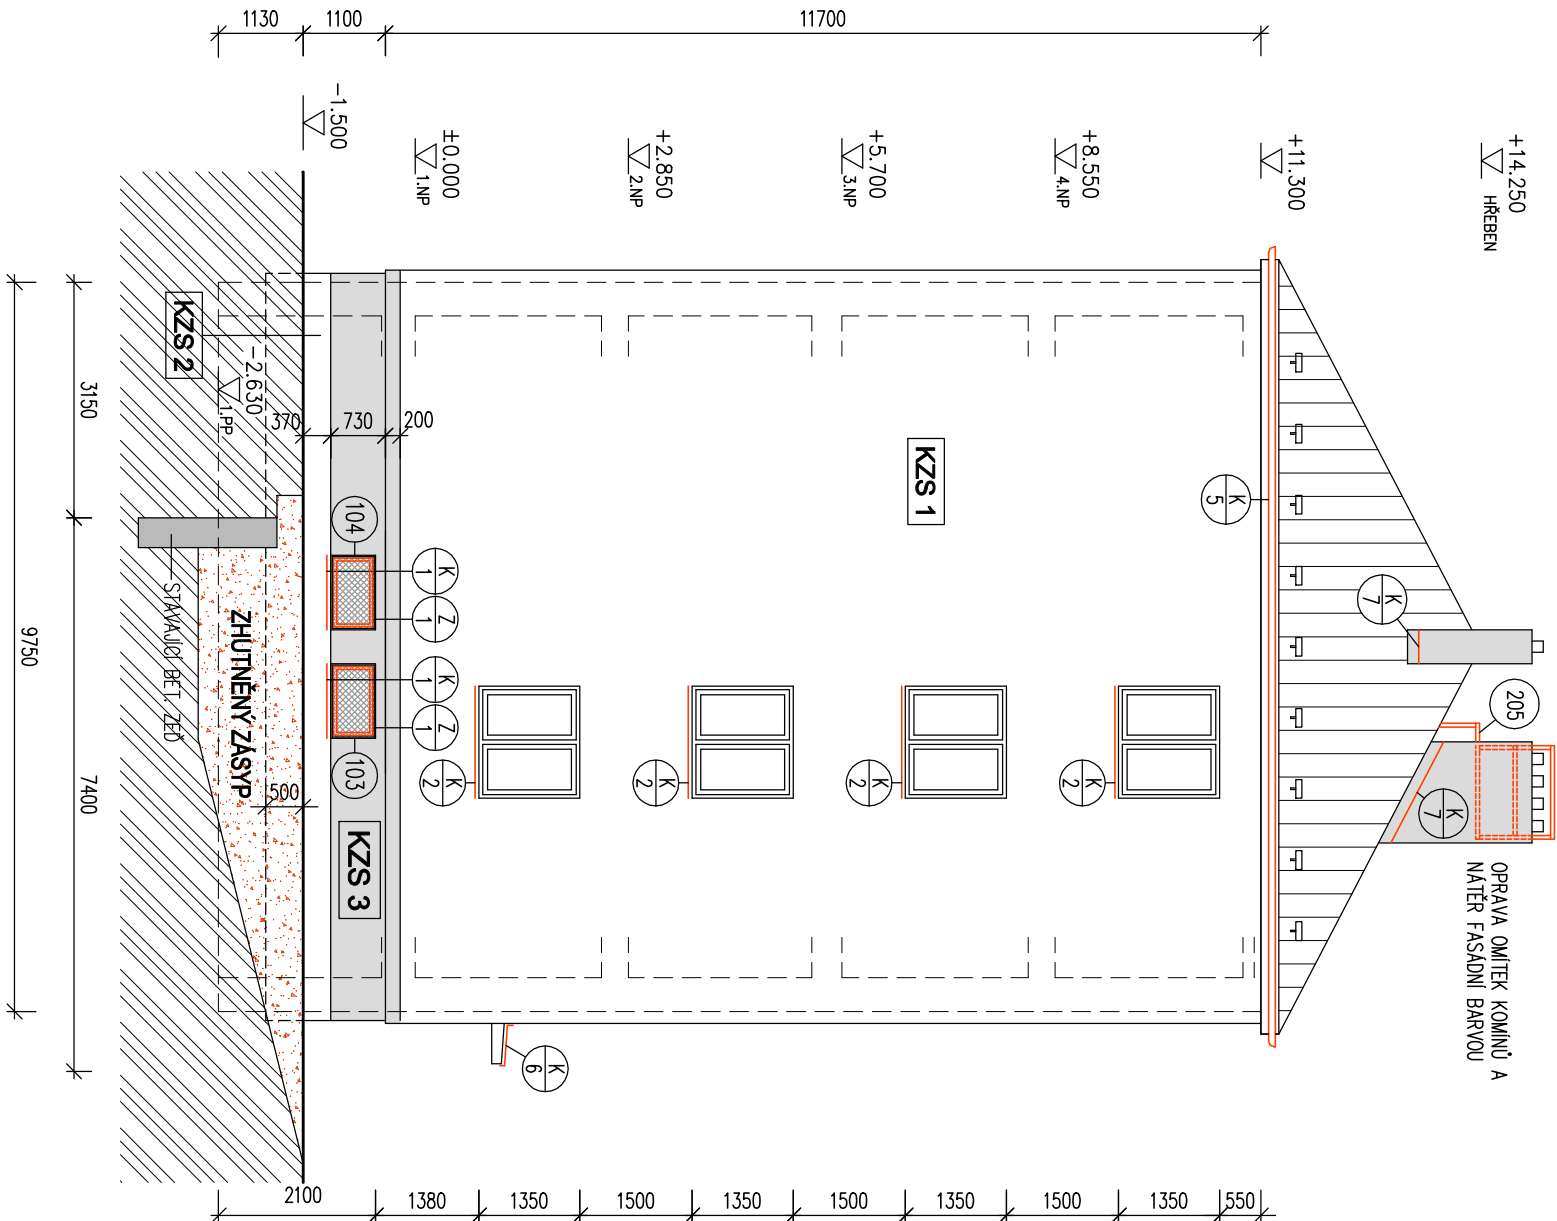 1130
1100
11700
-1.500
±0.000
1.NP
+2.850
2.NP
+5.700
3.NP
+8.550
4.NP
+11.300
+14.250
HŘEBEN
KZS 2
-2.630
1.PP
370
730
200
KZS 1
K
5
K
7
205
K
7
OPRAVA OMÍTEK KOMÍNŮ A
NÁTĚR FASÁDNÍ BARVOU
104
K
1
Z
1
K
1
Z
1
103
K
2
K
2
K
2
K
2
KZS 3
STÁVAJÍCÍ BET. ZEĎ
ZHUTNĚNÝ ZÁSYP
500
K
6
3150
7400
9750
2100
1380
1350
1500
1350
1500
1350
1500
1350
550